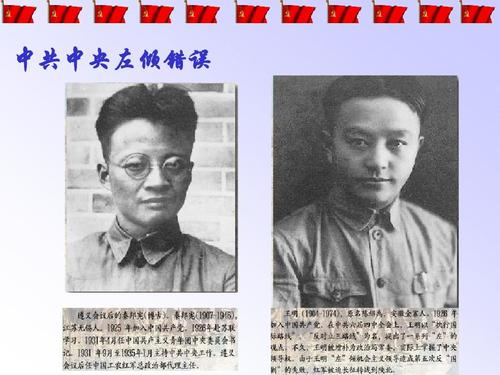 中共中央左倾错误
遵义会议后的秦邦宪(博古)。秦邦宪(1907-1946),
江苏无锡人。1925 年加入中国共产党。1926年赴苏联
学习。1931年4月任中国共产主义青年团中央委员会书
记。1931 年9月至1935年1月主持中共中央工作。遵义
会议后任中国工农红军总政治部代理主任。
王明 (1904-1974), 原名陈绍禹, 安徽金寨人。1925 年
加入中国共产党。在中共六届四中全会上, 王明以“执行国
际路线”、“反对立三路线”为名, 提出了一系列“左”的
观点。不久, 王明被增补为政治局常委, 实际上掌握了中央
领导权。由于王明“左”倾机会主义领导造成第五次反“围
剿”的失败, 红军被迫长征转战到陕北。